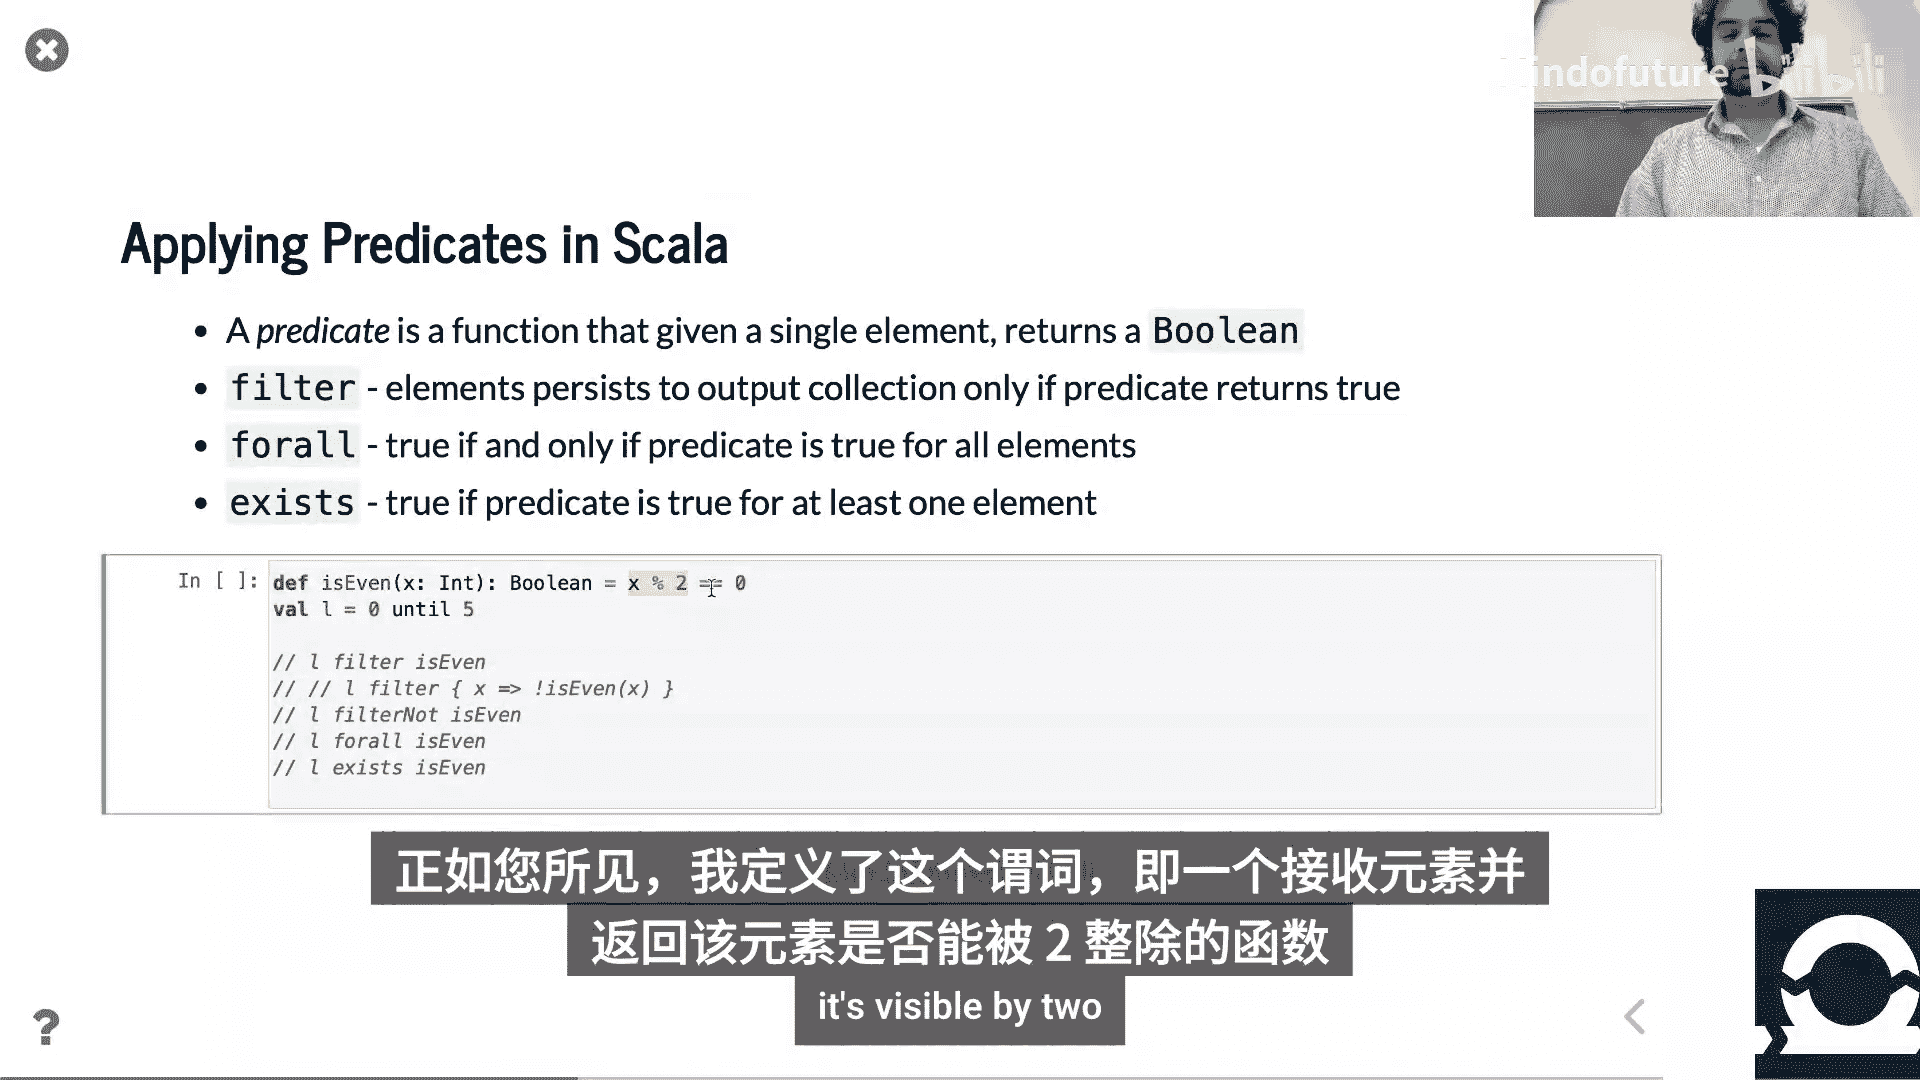 indofuture bilibili
Applying Predicates in Scala
A predicate is a function that given a single element, returns a Boolean
filter - elements persists to output collection only if predicate returns true
forall - true if and only if predicate is true for all elements
exists - true if predicate is true for at least one element
In [ ]: def isEven(x: Int): Boolean = x % 2 == 0
val l = 0 until 5
// l filter isEven
// // l filter { x => !isEven(x) }
// l filterNot isEven
// l forall isEven
// l exists isEven
正如您所见，我定义了这个谓词，即一个接收元素并
返回该元素是否能被 2 整除的函数
it's visible by two
?